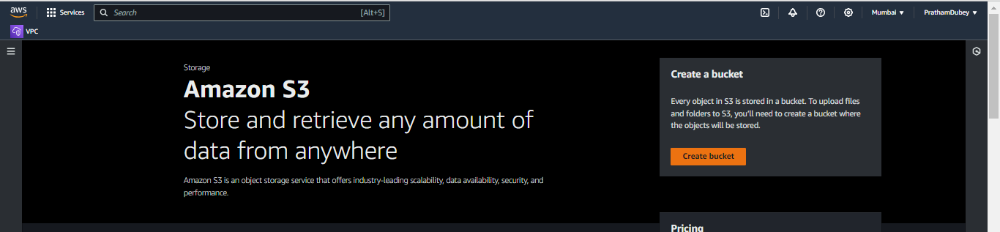 aws
Services
Search
[Alt+S]
Mumbai
PrathamDubey
VPC
Storage
Amazon S3
Store and retrieve any amount of
data from anywhere
Amazon S3 is an object storage service that offers industry-leading scalability, data availability, security, and
performance.
Create a bucket
Every object in S3 is stored in a bucket. To upload files
and folders to S3, you'll need to create a bucket where
the objects will be stored.
Create bucket
Pricing